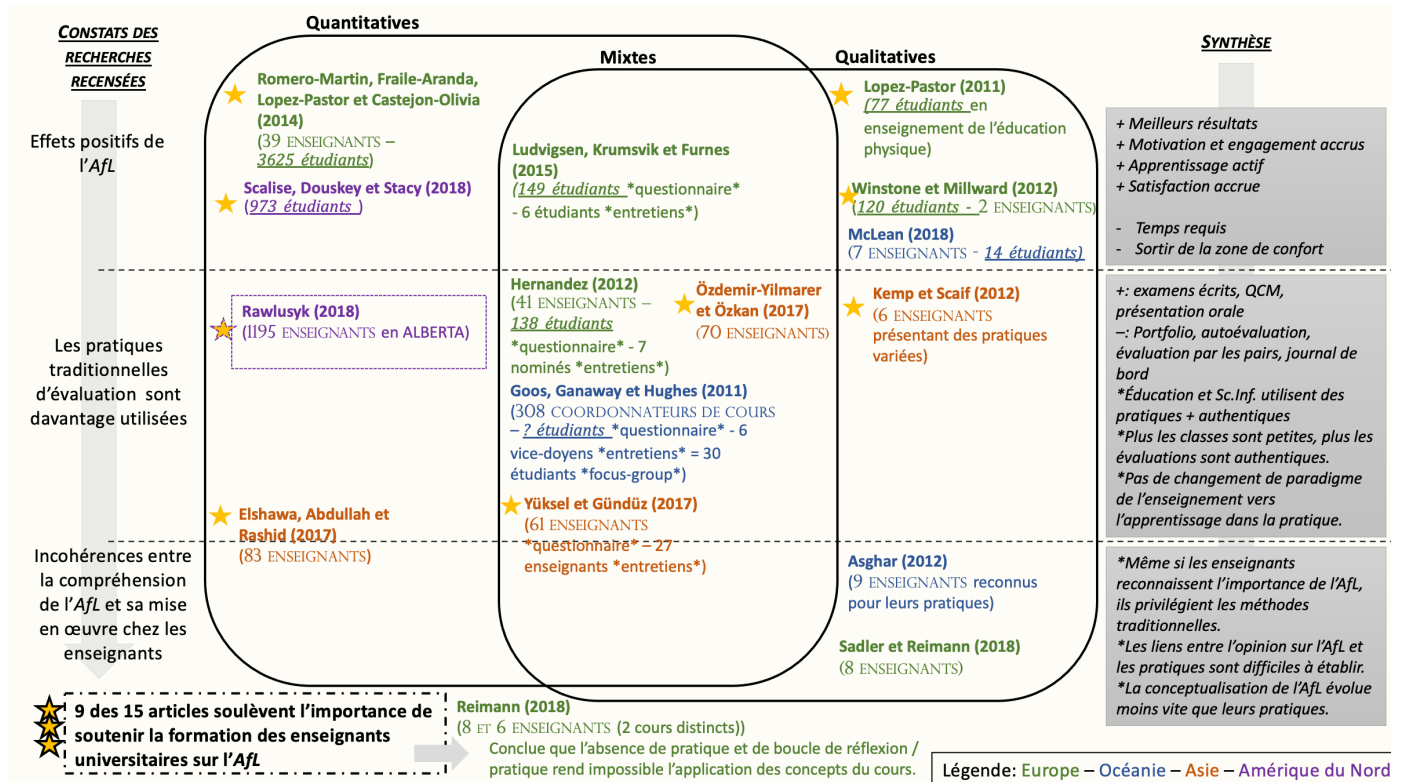 CONSTATS DES
RECHERCHES
RECENSÉES
Quantitatives
Mixtes
Qualitatives
SYNTHÈSE
Effets positifs de
l’AfL
Romero-Martin, Fraile-Aranda,
Lopez-Pastor et Castejon-Olivia
(2014)
(39 ENSEIGNANTS –
3625 étudiants)
Scalise, Douskey et Stacy (2018)
(973 étudiants )
Ludvigsen, Krumsvik et Furnes
(2015)
(149 étudiants *questionnaire*
- 6 étudiants *entretiens*)
Lopez-Pastor (2011)
(77 étudiants en
enseignement de l’éducation
physique)
Winstone et Millward (2012)
(120 étudiants - 2 ENSEIGNANTS)
McLean (2018)
(7 ENSEIGNANTS - 14 étudiants)
+ Meilleurs résultats
+ Motivation et engagement accrus
+ Apprentissage actif
+ Satisfaction accrue
- Temps requis
- Sortir de la zone de confort
Les pratiques
traditionnelles
d’évaluation sont
davantage utilisées
Rawlusyk (2018)
(1195 ENSEIGNANTS en ALBERTA)
Hernandez (2012)
(41 ENSEIGNANTS –
138 étudiants
*questionnaire* - 7
nominés *entretiens*)
Özdemir-Yilmarer
et Özkan (2017)
(70 ENSEIGNANTS)
Goos, Ganaway et Hughes (2011)
(308 COORDONNATEURS DE COURS
– ? étudiants *questionnaire* - 6
vice-doyens *entretiens* = 30
étudiants *focus-group*)
Kemp et Scaif (2012)
(6 ENSEIGNANTS
présentant des pratiques
variées)
+: examens écrits, QCM,
présentation orale
–: Portfolio, autoévaluation,
évaluation par les pairs, journal de
bord
*Éducation et Sc.Inf. utilisent des
pratiques + authentiques
*Plus les classes sont petites, plus les
évaluations sont authentiques.
*Pas de changement de paradigme
de l’enseignement vers
l’apprentissage dans la pratique.
Elshawa, Abdullah et
Rashid (2017)
(83 ENSEIGNANTS)
Yüksel et Gündüz (2017)
(61 ENSEIGNANTS
*questionnaire* – 27
enseignants *entretiens*)
Incohérences entre
la compréhension
de l’AfL et sa mise
en œuvre chez les
enseignants
Asghar (2012)
(9 ENSEIGNANTS reconnus
pour leurs pratiques)
Sadler et Reimann (2018)
(8 ENSEIGNANTS)
*Même si les enseignants
reconnaissent l’importance de l’AfL,
ils privilégient les méthodes
traditionnelles.
*Les liens entre l’opinion sur l’AfL et
les pratiques sont difficiles à établir.
*La conceptualisation de l’AfL évolue
moins vite que leurs pratiques.
9 des 15 articles soulèvent l’importance de
soutenir la formation des enseignants
universitaires sur l’AfL
Reimann (2018)
(8 ET 6 ENSEIGNANTS (2 cours distincts))
Conclue que l’absence de pratique et de boucle de réflexion /
pratique rend impossible l’application des concepts du cours.
Légende: Europe – Océanie – Asie – Amérique du Nord